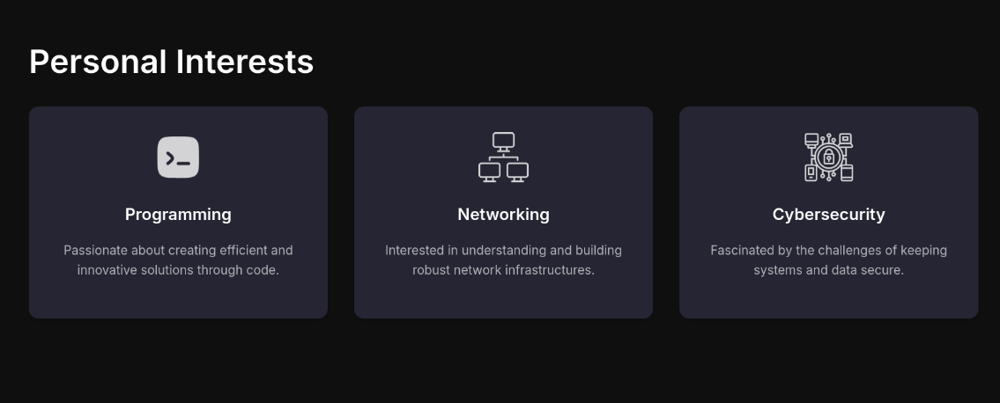 Personal Interests
Programming
Passionate about creating efficient and
innovative solutions through code.
Networking
Interested in understanding and building
robust network infrastructures.
Cybersecurity
Fascinated by the challenges of keeping
systems and data secure.